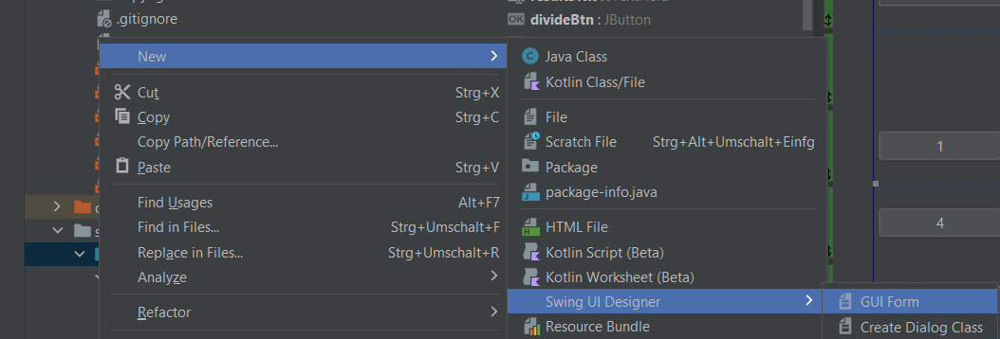 .gitignore
OK divideBtn : JButton
New
Cut Strg+X
Copy Strg+C
Copy Path/Reference...
Paste Strg+V
Find Usages Alt+F7
Find in Files... Strg+Umschalt+F
Replace in Files... Strg+Umschalt+R
Analyze
Refactor
Java Class
Kotlin Class/File
File
Scratch File Strg+Alt+Umschalt+Einfg
Package
package-info.java
HTML File
Kotlin Script (Beta)
Kotlin Worksheet (Beta)
Swing UI Designer
Resource Bundle
GUI Form
Create Dialog Class
1
4